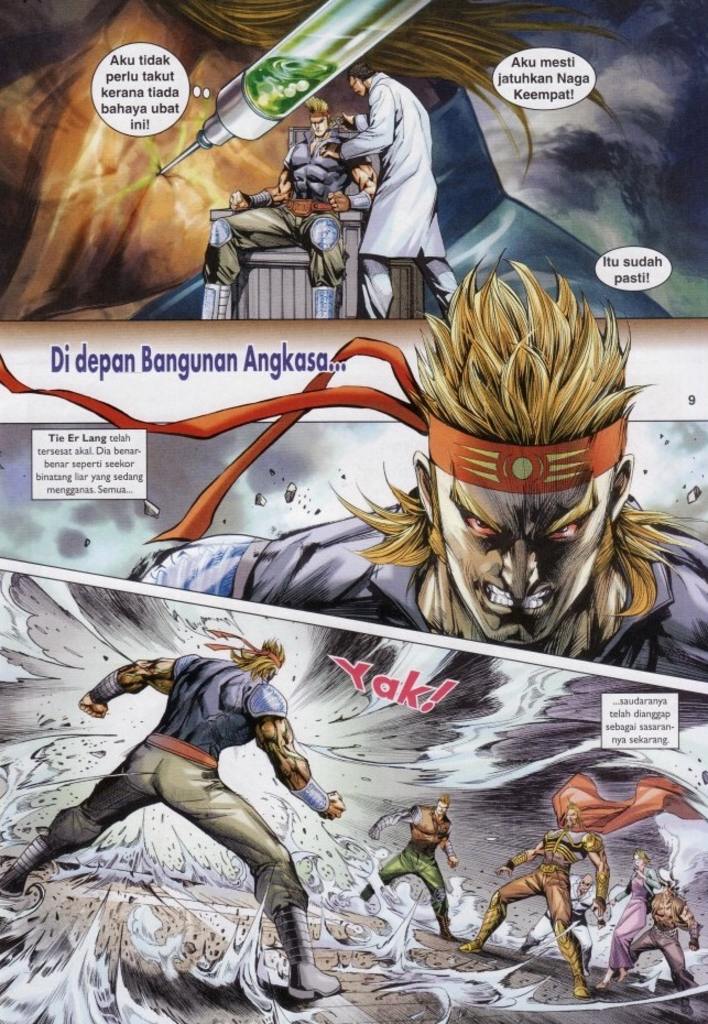 Aku tidak
perlu takut
kerana tiada
bahaya ubat
ini!
Aku mesti
jatuhkan Naga
Keempat!
Itu sudah
pasti!
Di depan Bangunan Angkasa...
9
Tie Er Lang telah
tersesat akal. Dia benar-
benar seperti seekor
binatang liar yang sedang
mengganas. Semua...
Yak!
...saudaranya
telah dianggap
sebagai sasaran-
nya sekarang.